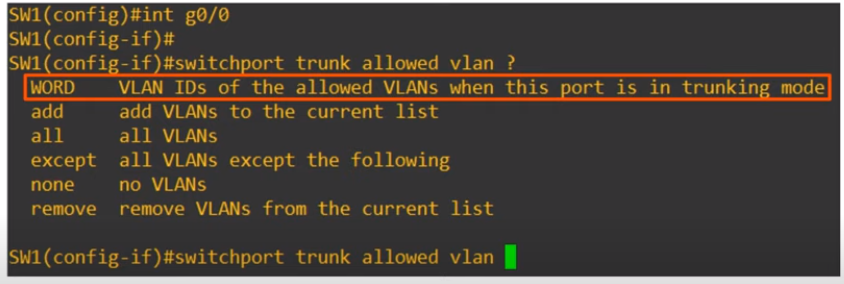 SW1(config)#int g0/0
SW1(config-if)#
SW1(config-if)#switchport trunk allowed vlan ?
WORD    VLAN IDs of the allowed VLANs when this port is in trunking mode
add     add VLANs to the current list
all     all VLANs
except  all VLANs except the following
none    no VLANs
remove  remove VLANs from the current list
SW1(config-if)#switchport trunk allowed vlan